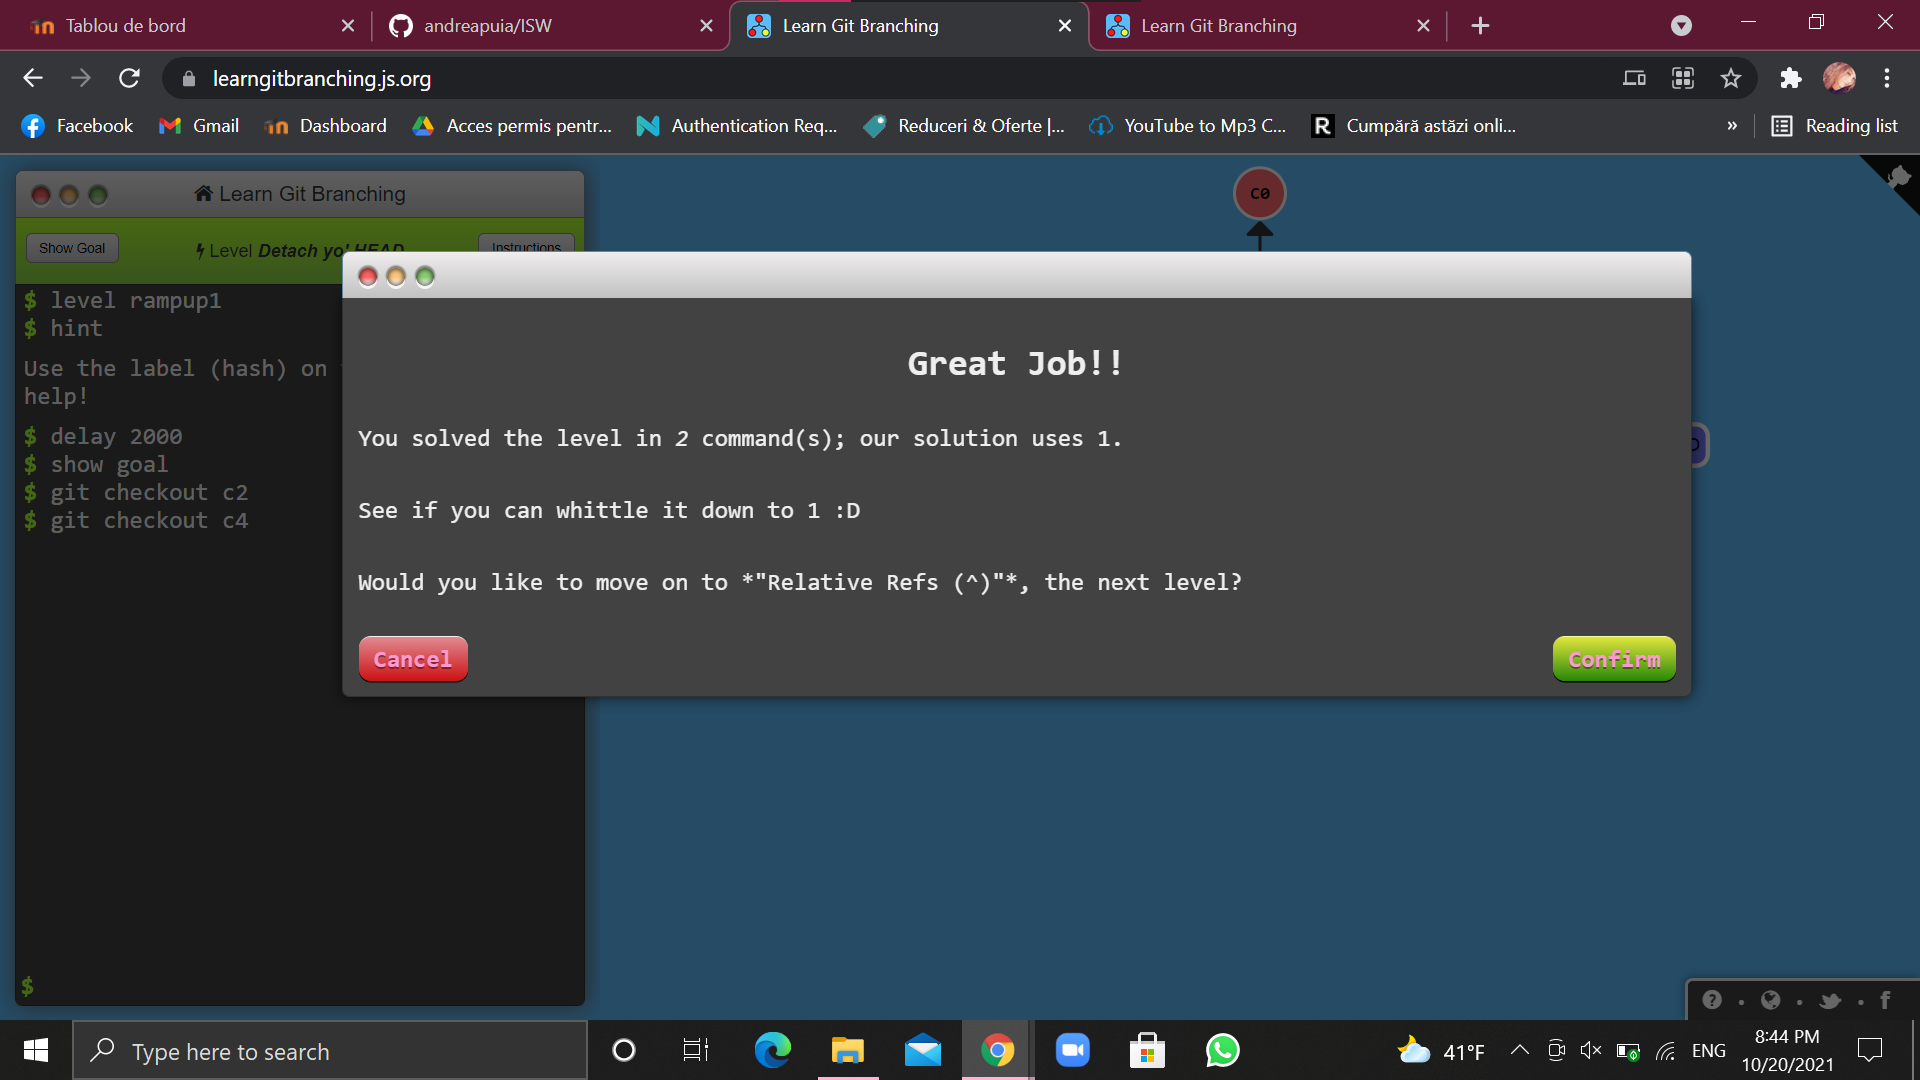 Tablou de bord
andreapuia/ISW
Learn Git Branching
Learn Git Branching
learngitbranching.js.org
Facebook
Gmail
Dashboard
Acces permis pentr...
Authentication Req...
Reduceri & Oferte |...
YouTube to Mp3 C...
R
Cumpără astăzi onli...
»
Reading list
Learn Git Branching
C0
Show Goal
Level Detach yo' HEAD
Instructions
$ level rampup1
$ hint
Use the label (hash) on
help!
$ delay 2000
$ show goal
$ git checkout c2
$ git checkout c4
Great Job!!
You solved the level in 2 command(s); our solution uses 1.
See if you can whittle it down to 1 :D
Would you like to move on to *"Relative Refs (^)"*, the next level?
Cancel
Confirm
$
Type here to search
41°F
ENG
8:44 PM
10/20/2021